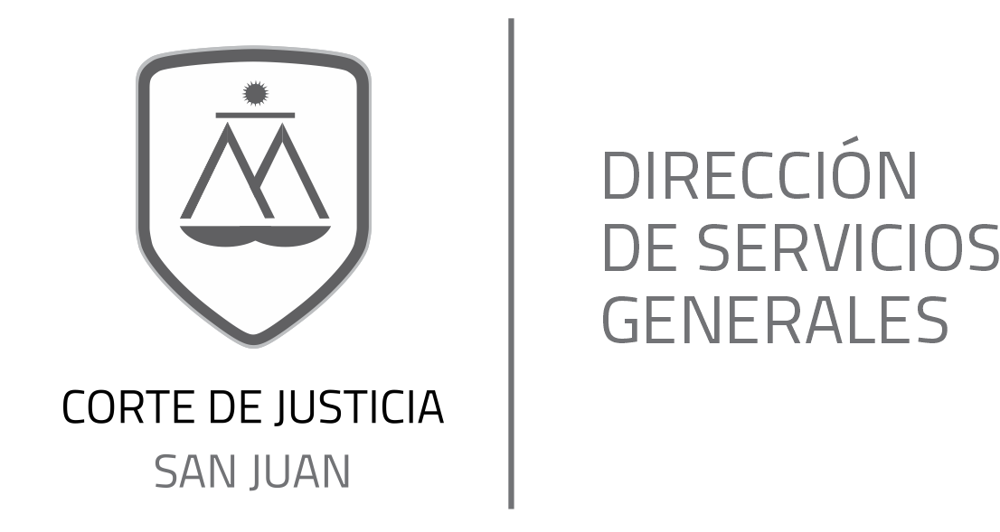 CORTE DE JUSTICIA
SAN JUAN
DIRECCIÓN
DE SERVICIOS
GENERALES